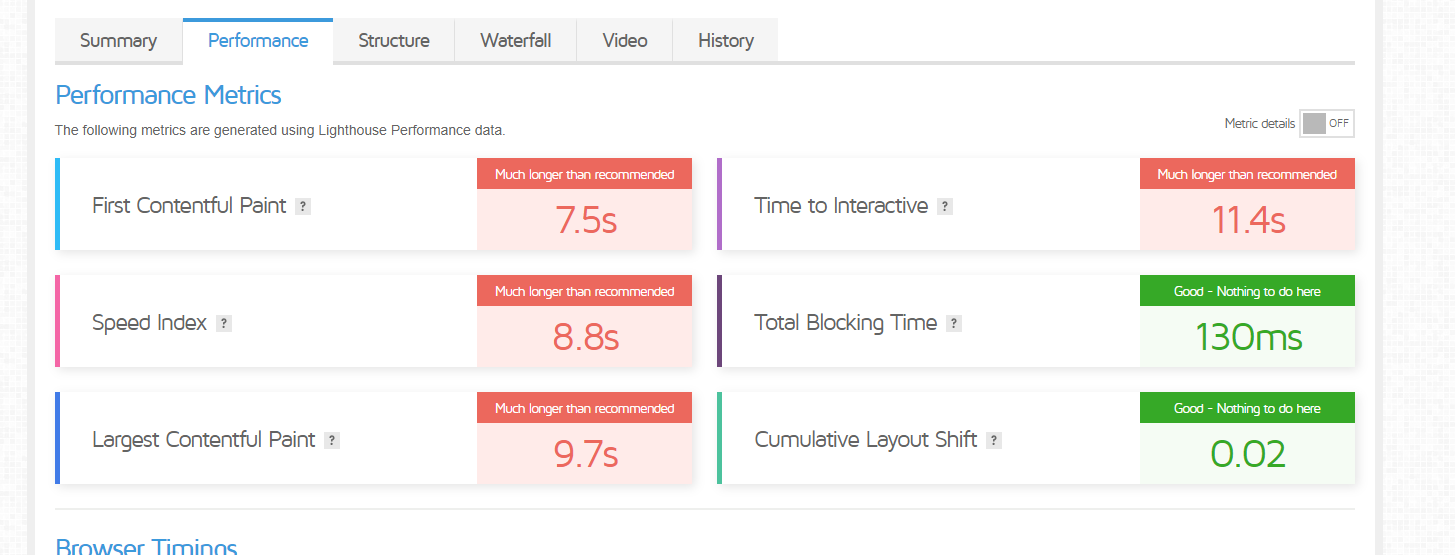 Summary Performance Structure Waterfall Video History
Performance Metrics
The following metrics are generated using Lighthouse Performance data.
Metric details OFF
First Contentful Paint ?
Much longer than recommended
7.5s
Time to Interactive ?
Much longer than recommended
11.4s
Speed Index ?
Much longer than recommended
8.8s
Total Blocking Time ?
Good - Nothing to do here
130ms
Largest Contentful Paint ?
Much longer than recommended
9.7s
Cumulative Layout Shift ?
Good - Nothing to do here
0.02
Browser Timings